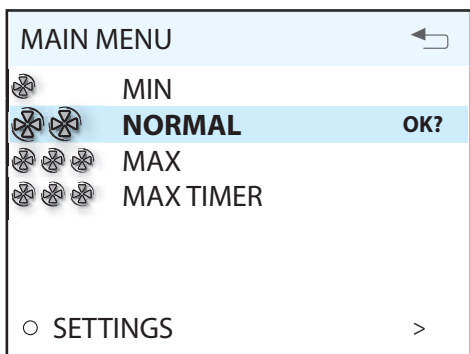 MAIN MENU
MIN
NORMAL OK?
MAX
MAX TIMER
SETTINGS >